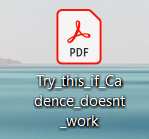 PDF
Try_this_if_Ca
dence_doesnt
_work